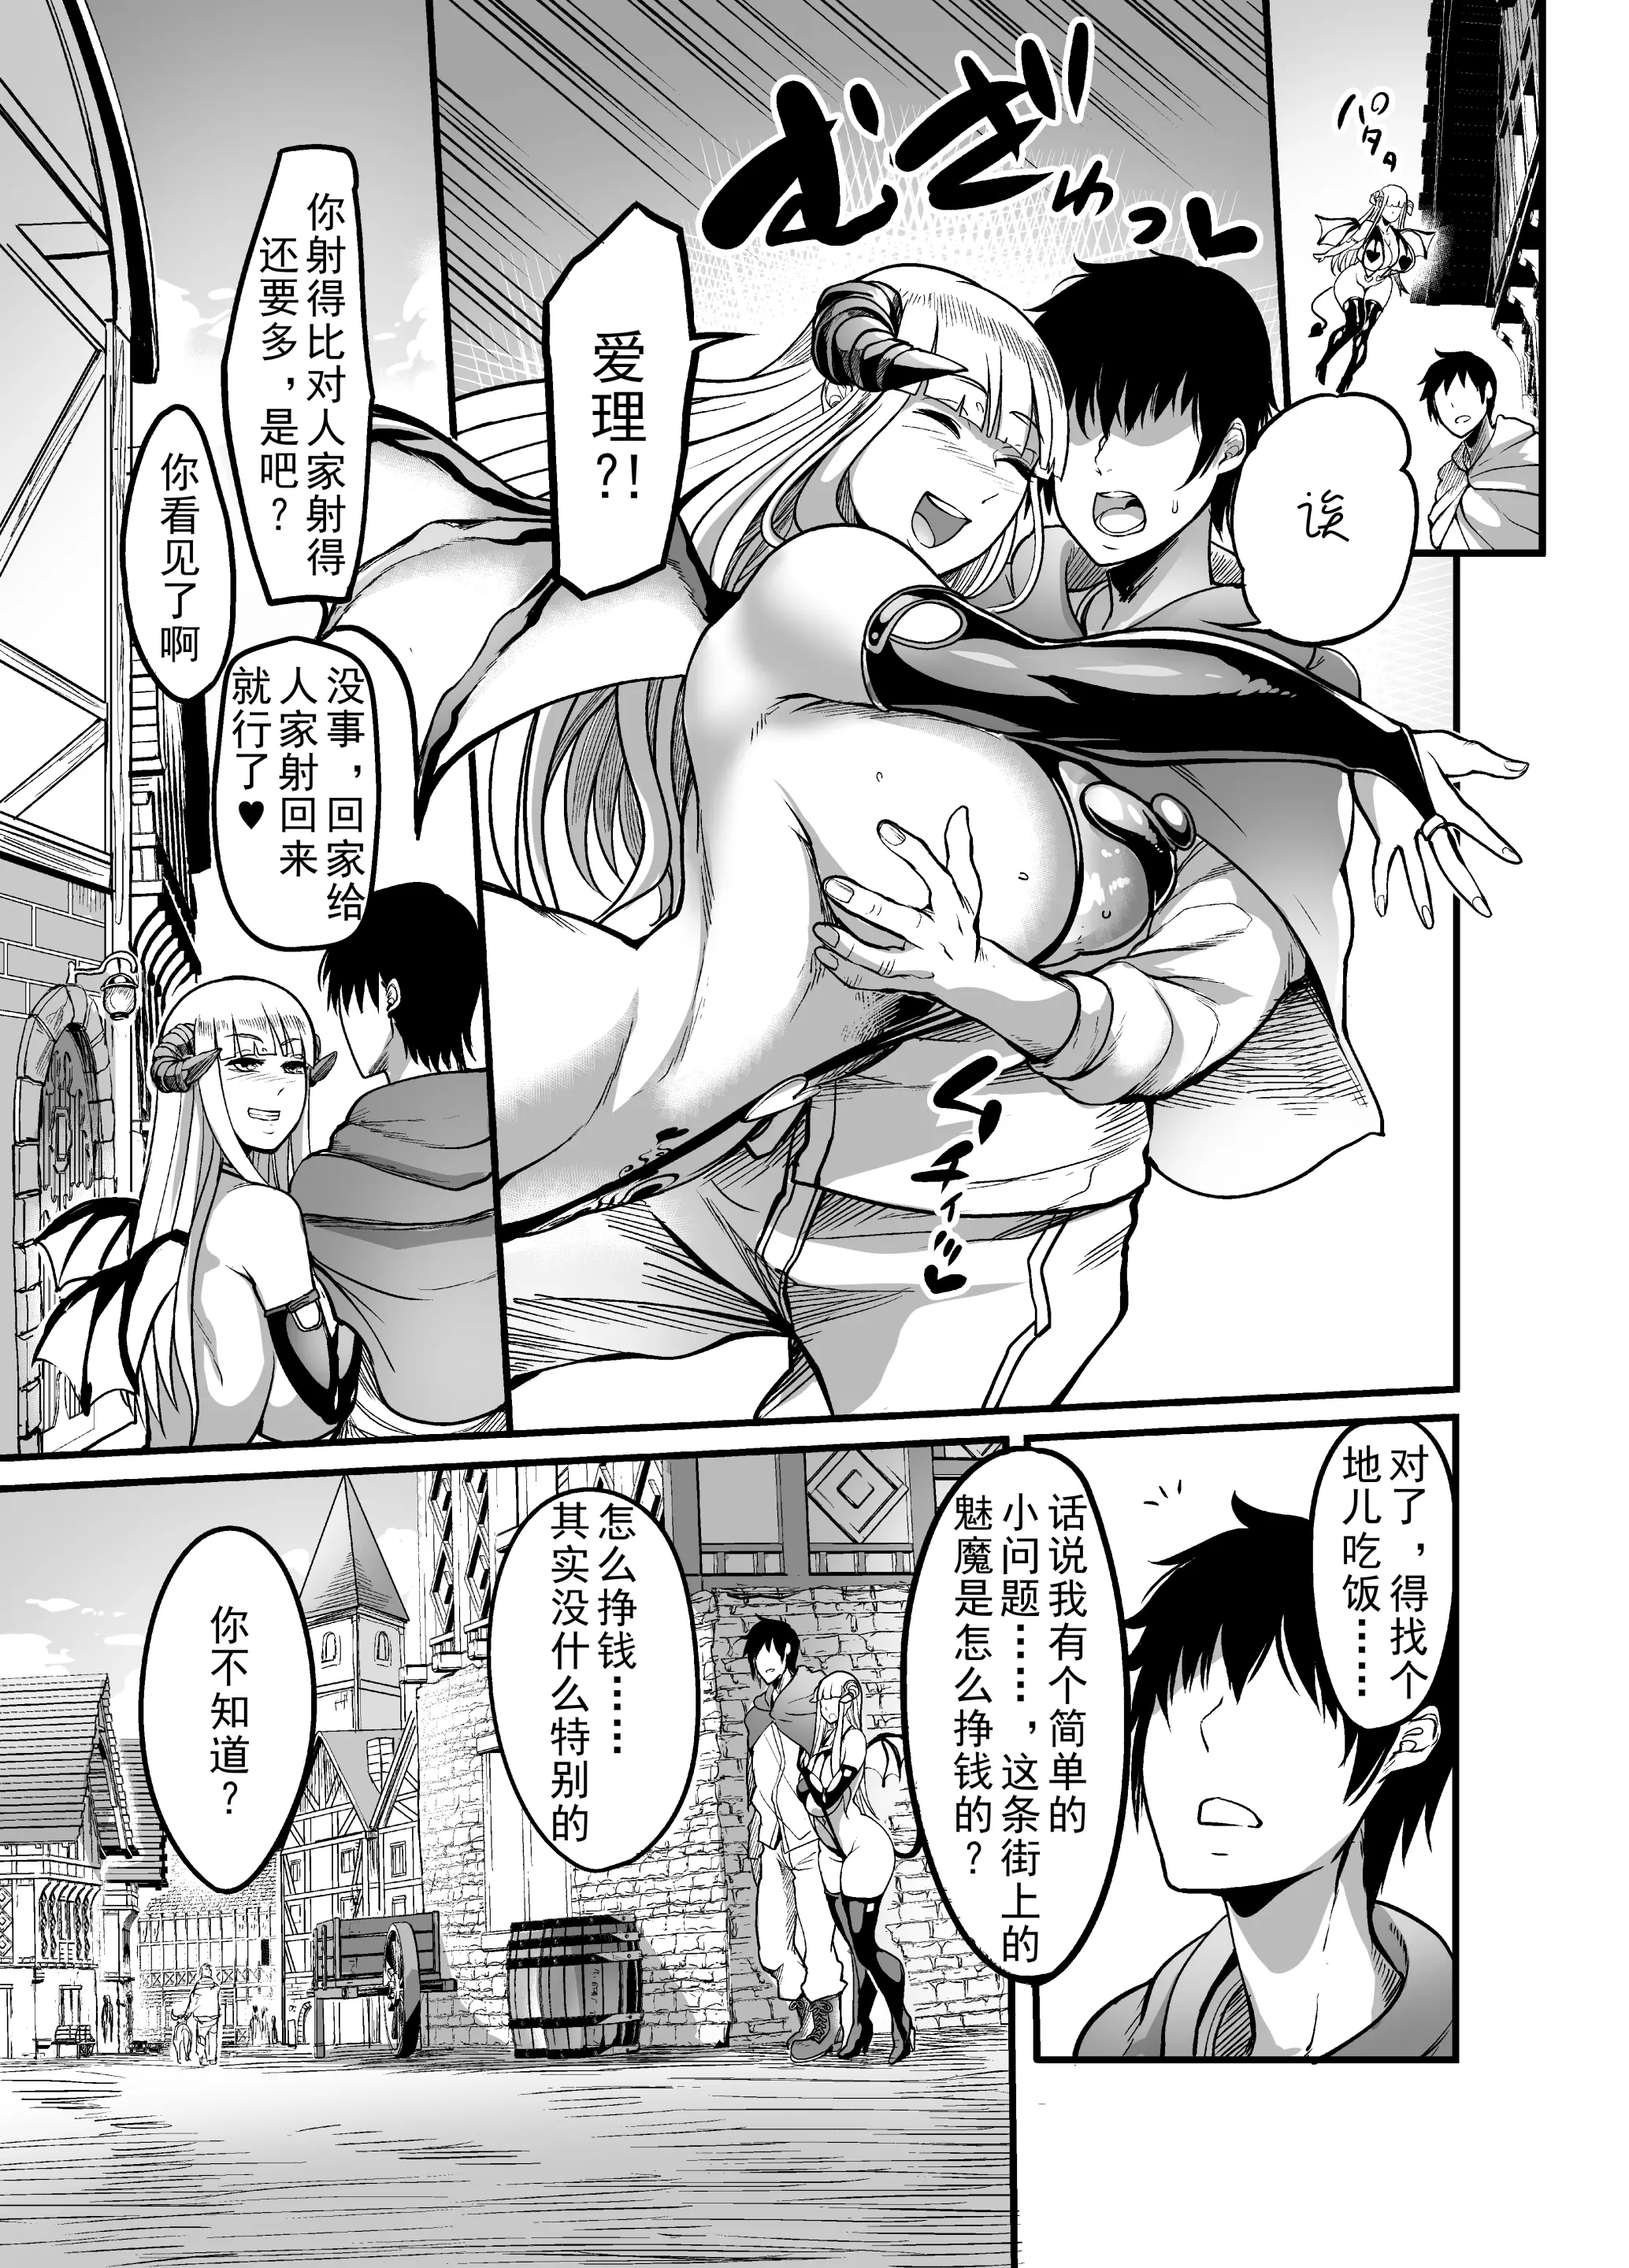 パタタ
诶
むぎゅっ♥
爱理?!
你射得比对人家射得
还要多，是吧？
你看见了啊
没事，回家给
人家射回来
就行了♥
对了，得找个
地儿吃饭……
话说我有个简单的
小问题……，这条街上的
魅魔是怎么挣钱的？
怎么挣钱……
其实没什么特别的
你不知道？